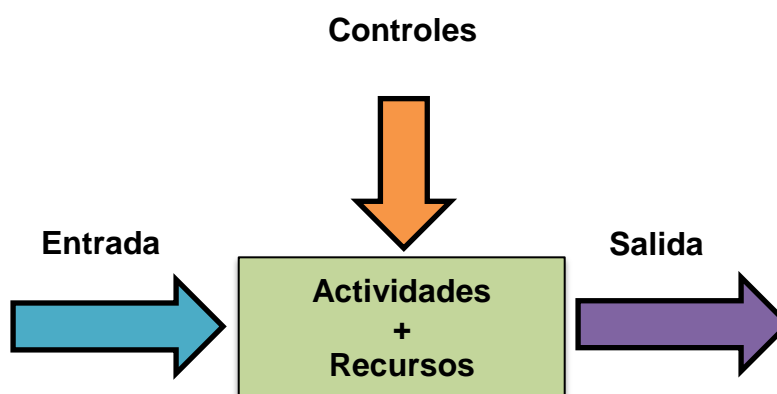 Controles
Entrada
Salida
Actividades
+
Recursos